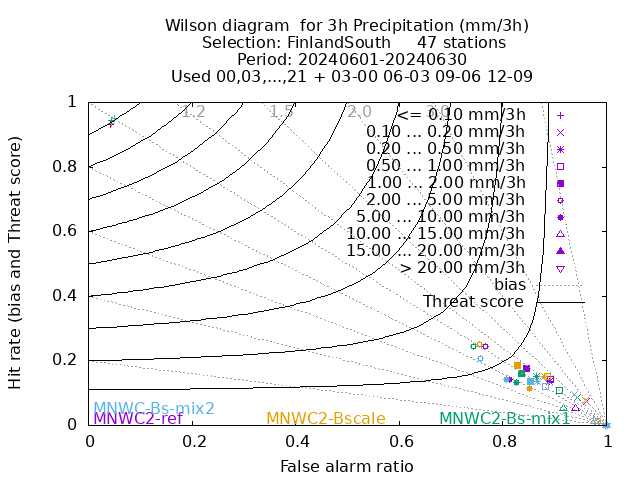 Wilson diagram  for 3h Precipitation (mm/3h)
Selection: FinlandSouth     47 stations
Period: 20240601-20240630
Used 00,03,...,21 + 03-00 06-03 09-06 12-09
1.2 1.5 2.0 3.0
<= 0.10 mm/3h
0.10 ... 0.20 mm/3h
0.20 ... 0.50 mm/3h
0.50 ... 1.00 mm/3h
1.00 ... 2.00 mm/3h
2.00 ... 5.00 mm/3h
5.00 ... 10.00 mm/3h
10.00 ... 15.00 mm/3h
15.00 ... 20.00 mm/3h
> 20.00 mm/3h
bias
Threat score
Hit rate (bias and Threat score)
1
0.8
0.6
0.4
0.2
0
MNWC-Bs-mix2
MNWC2-ref MNWC2-Bscale MNWC2-Bs-mix1
0 0.2 0.4 0.6 0.8 1
False alarm ratio